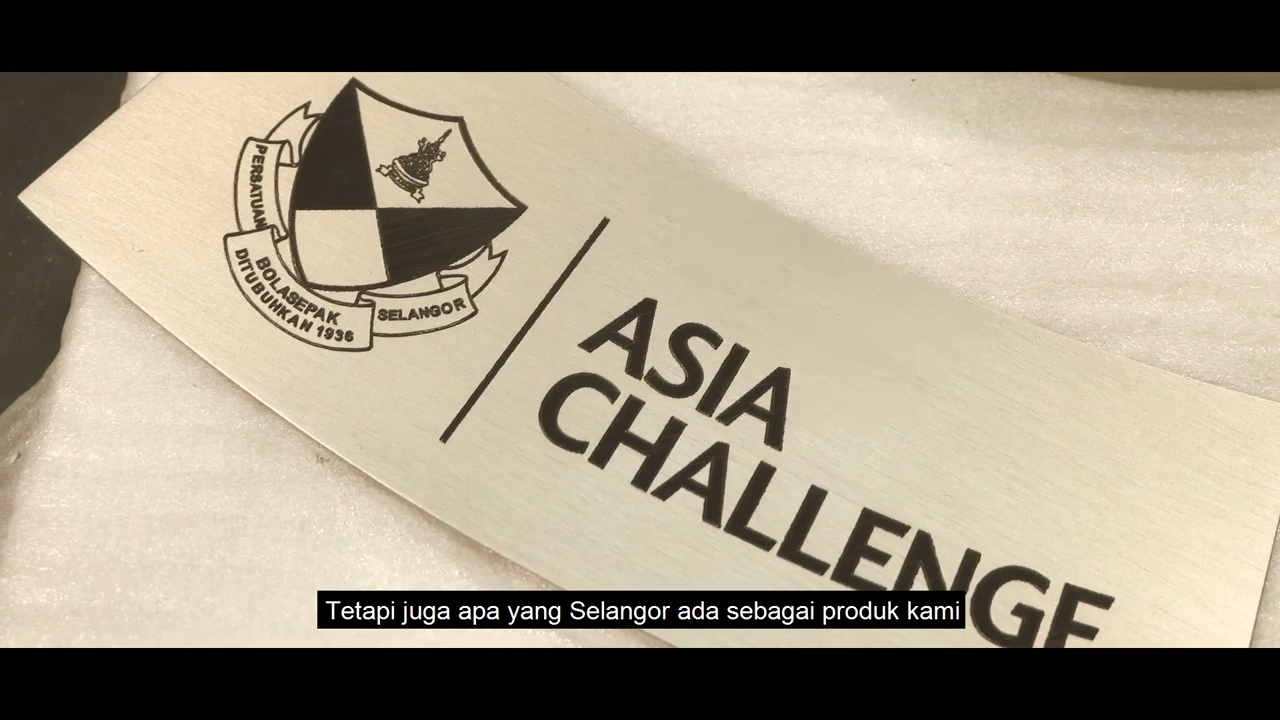 PERSATUAN
BOLASEPAK
DITUBUHKAN 1936
SELANGOR
ASIA
CHALLENGE
Tetapi juga apa yang Selangor ada sebagai produk kami